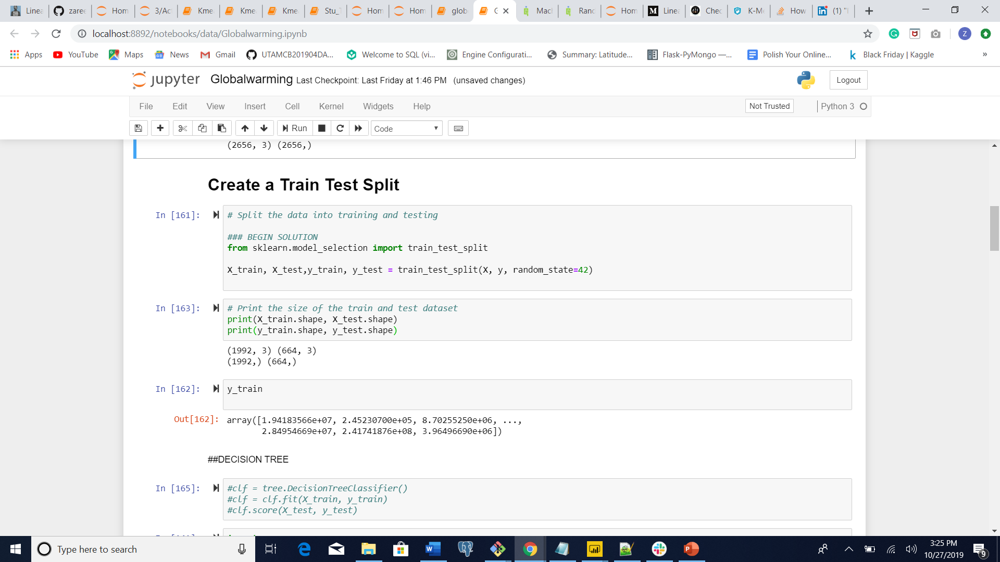 Linea zaree Hom 3/Ac Kme Kme Kme Stu_ Hom Hom glob G Macl Ranc Hom Linea Chec K-M How (1) "
localhost:8892/notebooks/data/Globalwarming.ipynb
Apps YouTube Maps News Gmail UTAMCB201904DA... Welcome to SQL (vi... Engine Configurati... Summary: Latitude... Flask-PyMongo —... Polish Your Online... Black Friday | Kaggle »
jupyter Globalwarming Last Checkpoint: Last Friday at 1:46 PM (unsaved changes) Logout
File Edit View Insert Cell Kernel Widgets Help Not Trusted Python 3
Run Code
(2656, 3) (2656,)
Create a Train Test Split
In [161]: # Split the data into training and testing
### BEGIN SOLUTION
from sklearn.model_selection import train_test_split
X_train, X_test,y_train, y_test = train_test_split(X, y, random_state=42)
In [163]: # Print the size of the train and test dataset
print(X_train.shape, X_test.shape)
print(y_train.shape, y_test.shape)
(1992, 3) (664, 3)
(1992,) (664,)
In [162]: y_train
Out[162]: array([1.94183566e+07, 2.45230700e+05, 8.70255250e+06, ...,
2.84954669e+07, 2.41741876e+08, 3.96496690e+06])
##DECISION TREE
In [165]: #clf = tree.DecisionTreeClassifier()
#clf = clf.fit(X_train, y_train)
#clf.score(X_test, y_test)
Type here to search
3:25 PM
10/27/2019
9